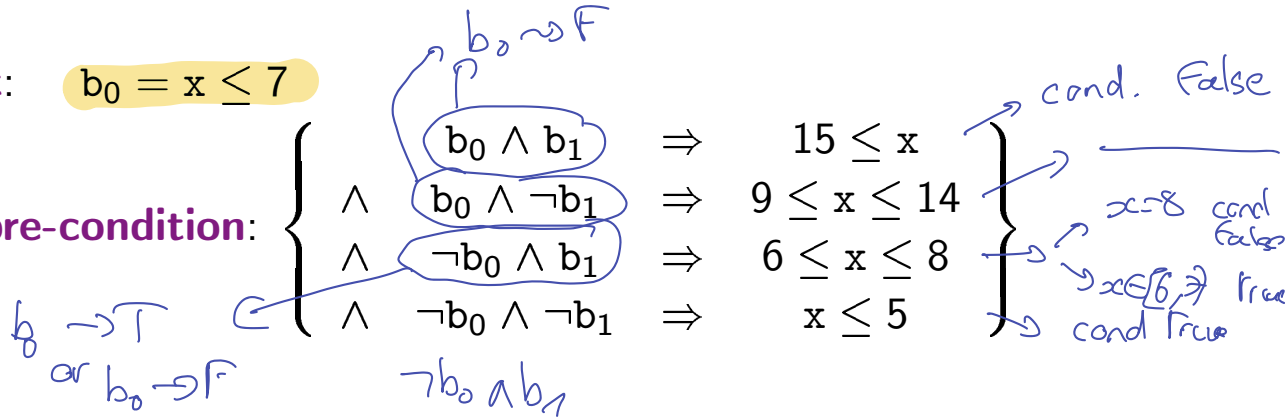 b₀ ⇝ F
: b₀ = x ≤ 7
cond. False
b₀ ∧ b₁ ⇒ 15 ≤ x
∧ b₀ ∧ ¬b₁ ⇒ 9 ≤ x ≤ 14
x=8 cond False
re-condition:
∧ ¬b₀ ∧ b₁ ⇒ 6 ≤ x ≤ 8
x∈[6,7] True
∧ ¬b₀ ∧ ¬b₁ ⇒ x ≤ 5
cond True
b₀ → T
or b₀ → F
¬b₀ ∧ b₁